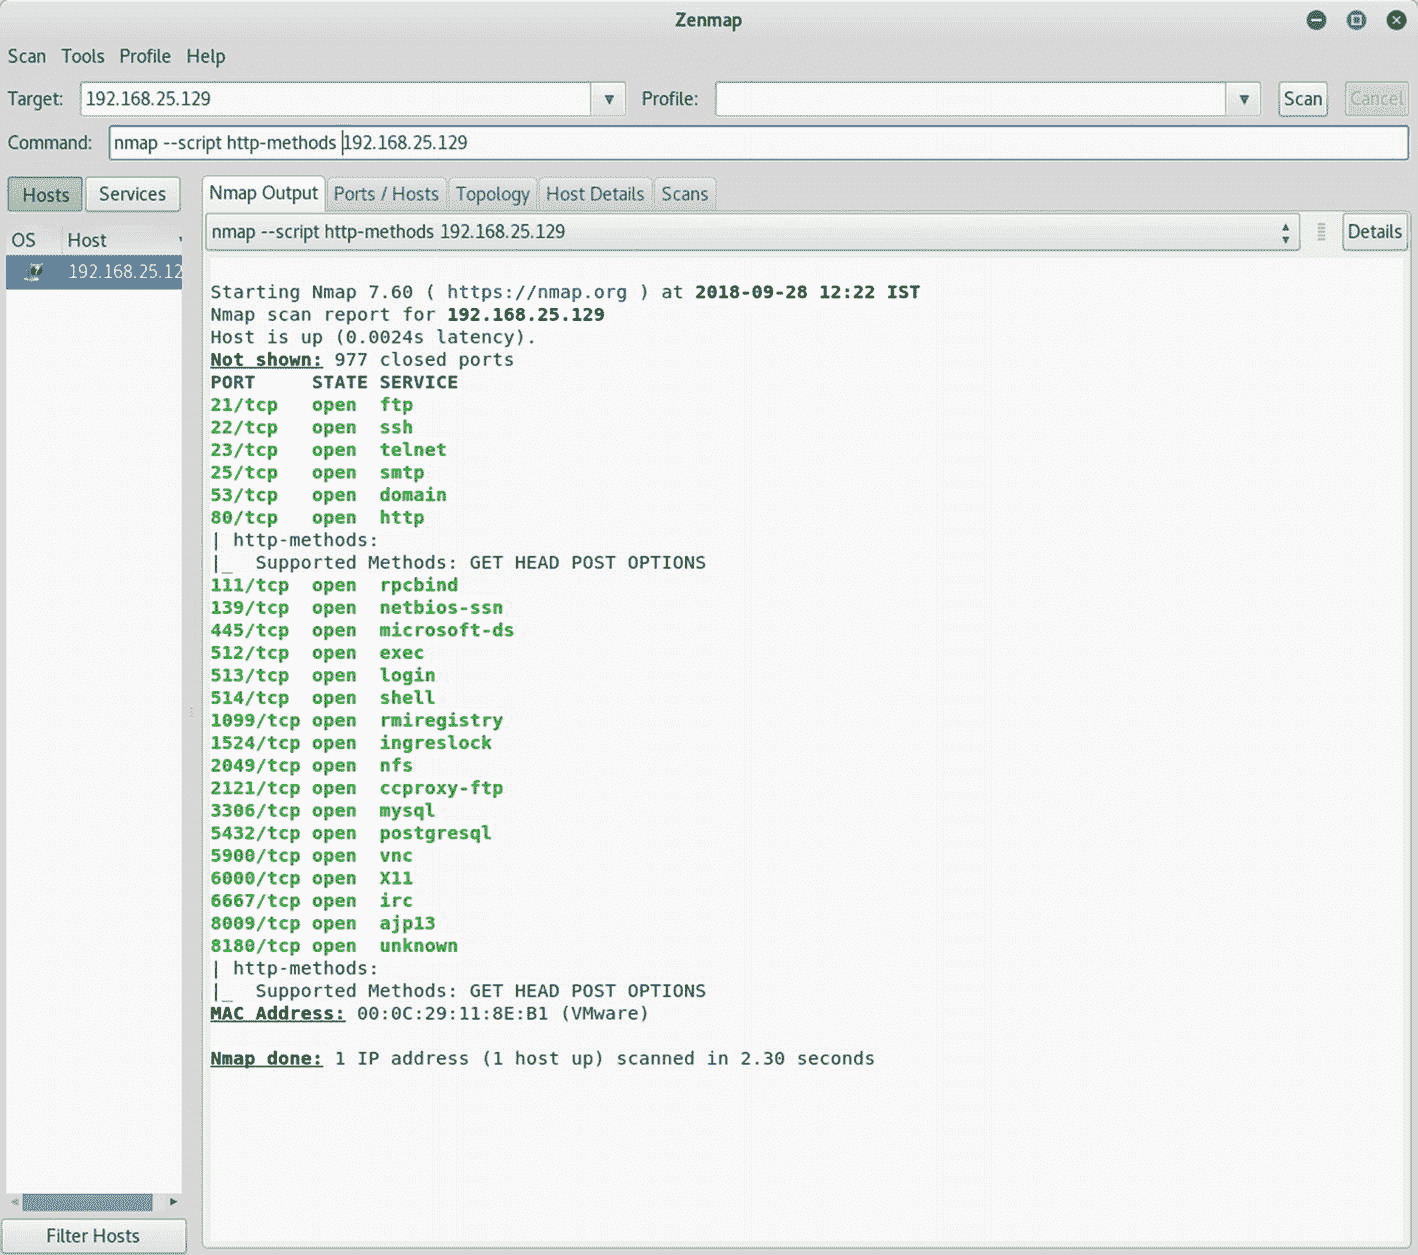 Zenmap
Scan Tools Profile Help
Target: 192.168.25.129 Profile: Scan Cancel
Command: nmap --script http-methods 192.168.25.129
Hosts Services Nmap Output Ports / Hosts Topology Host Details Scans
OS Host nmap --script http-methods 192.168.25.129 Details
192.168.25.12
Starting Nmap 7.60 ( https://nmap.org ) at 2018-09-28 12:22 IST
Nmap scan report for 192.168.25.129
Host is up (0.0024s latency).
Not shown: 977 closed ports
PORT STATE SERVICE
21/tcp open ftp
22/tcp open ssh
23/tcp open telnet
25/tcp open smtp
53/tcp open domain
80/tcp open http
| http-methods:
|_ Supported Methods: GET HEAD POST OPTIONS
111/tcp open rpcbind
139/tcp open netbios-ssn
445/tcp open microsoft-ds
512/tcp open exec
513/tcp open login
514/tcp open shell
1099/tcp open rmiregistry
1524/tcp open ingreslock
2049/tcp open nfs
2121/tcp open ccproxy-ftp
3306/tcp open mysql
5432/tcp open postgresql
5900/tcp open vnc
6000/tcp open X11
6667/tcp open irc
8009/tcp open ajp13
8180/tcp open unknown
| http-methods:
|_ Supported Methods: GET HEAD POST OPTIONS
MAC Address: 00:0C:29:11:8E:B1 (VMware)
Nmap done: 1 IP address (1 host up) scanned in 2.30 seconds
Filter Hosts